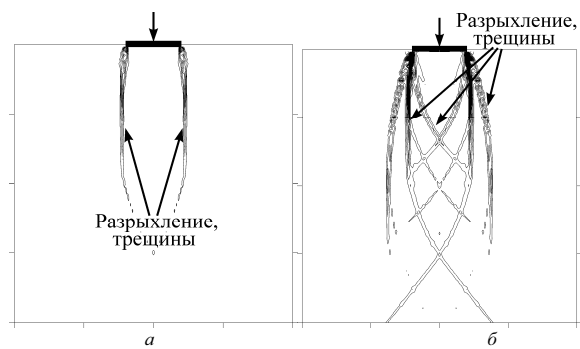 Разрыхление,
трещины
Разрыхление,
трещины
а
б